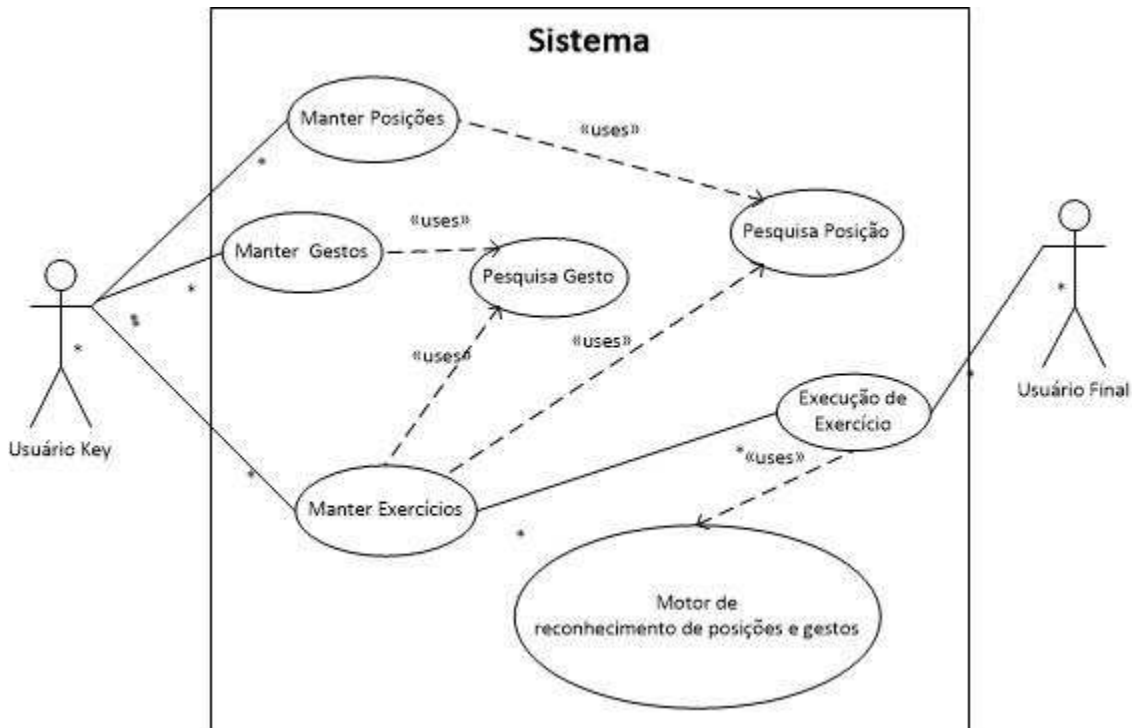 Sistema
Manter Posições
«uses»
*
Manter Gestos
«uses»
Pesquisa Posição
Pesquisa Gesto
*
*
*
*
*
Usuário Key
«uses»
«uses»
Execução de
Exercício
*
Usuário Final
*
«uses»
*
Manter Exercícios
*
Motor de
reconhecimento de posições e gestos